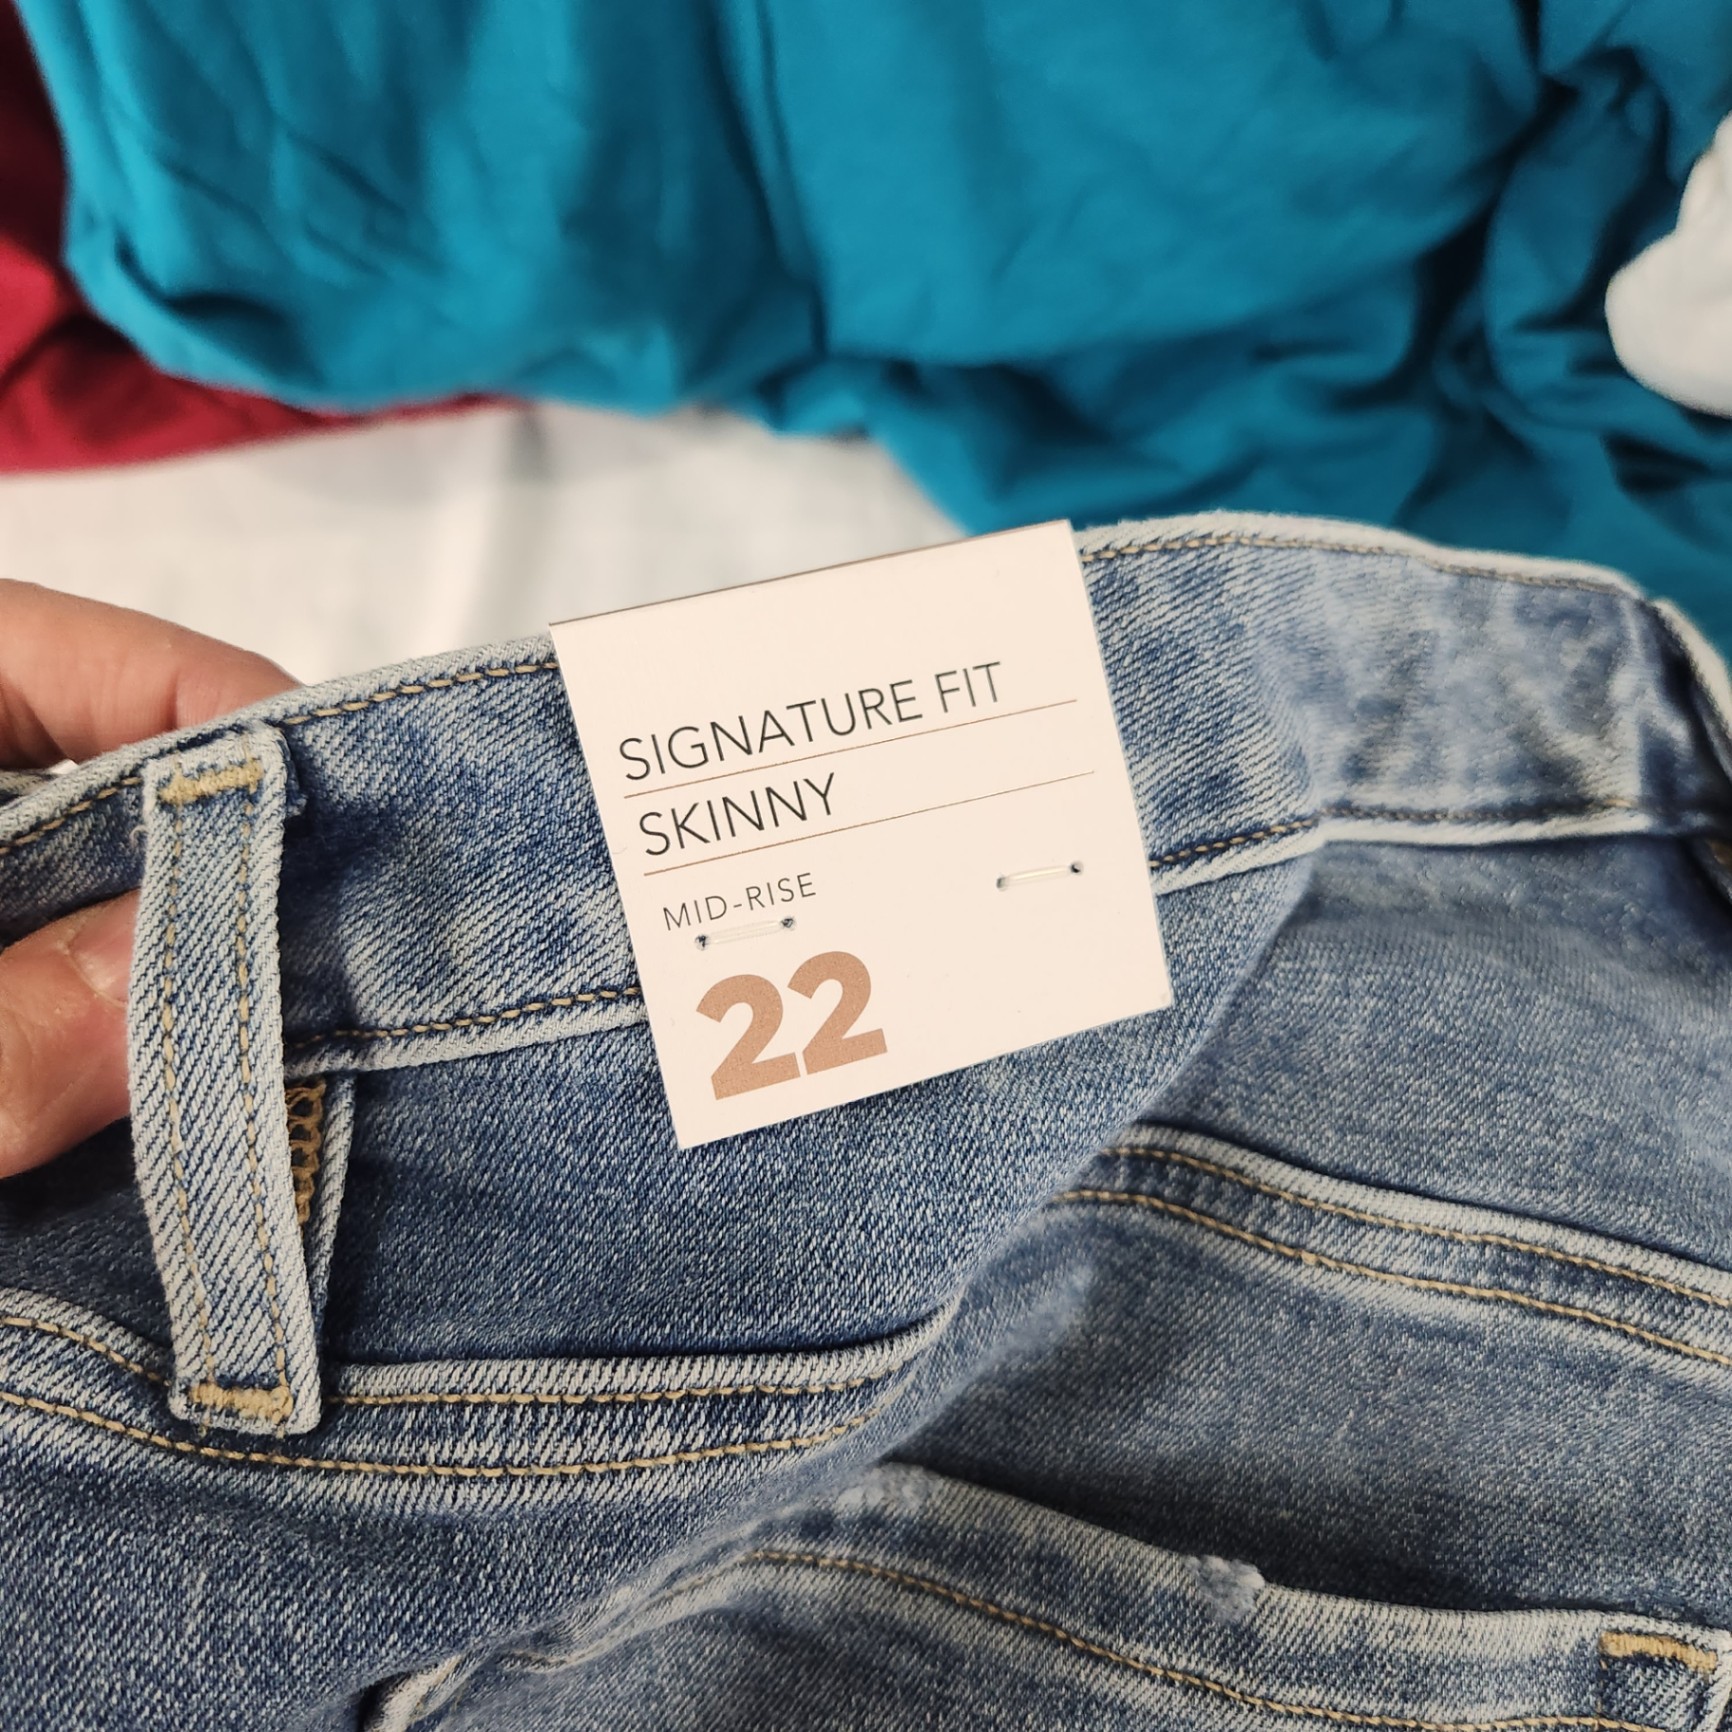 SIGNATURE FIT
SKINNY
MID-RISE
22